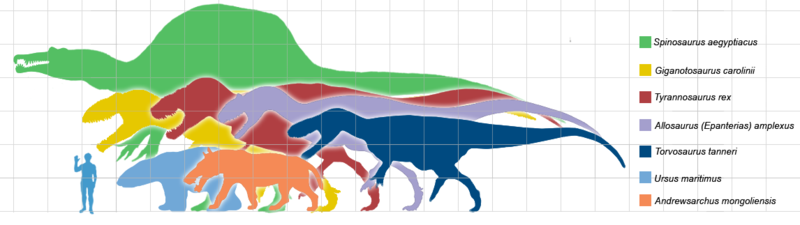 Spinosaurus aegyptiacus
Giganotosaurus carolinii
Tyrannosaurus rex
Allosaurus (Epanterias) amplexus
Torvosaurus tanneri
Ursus maritimus
Andrewsarchus mongoliensis